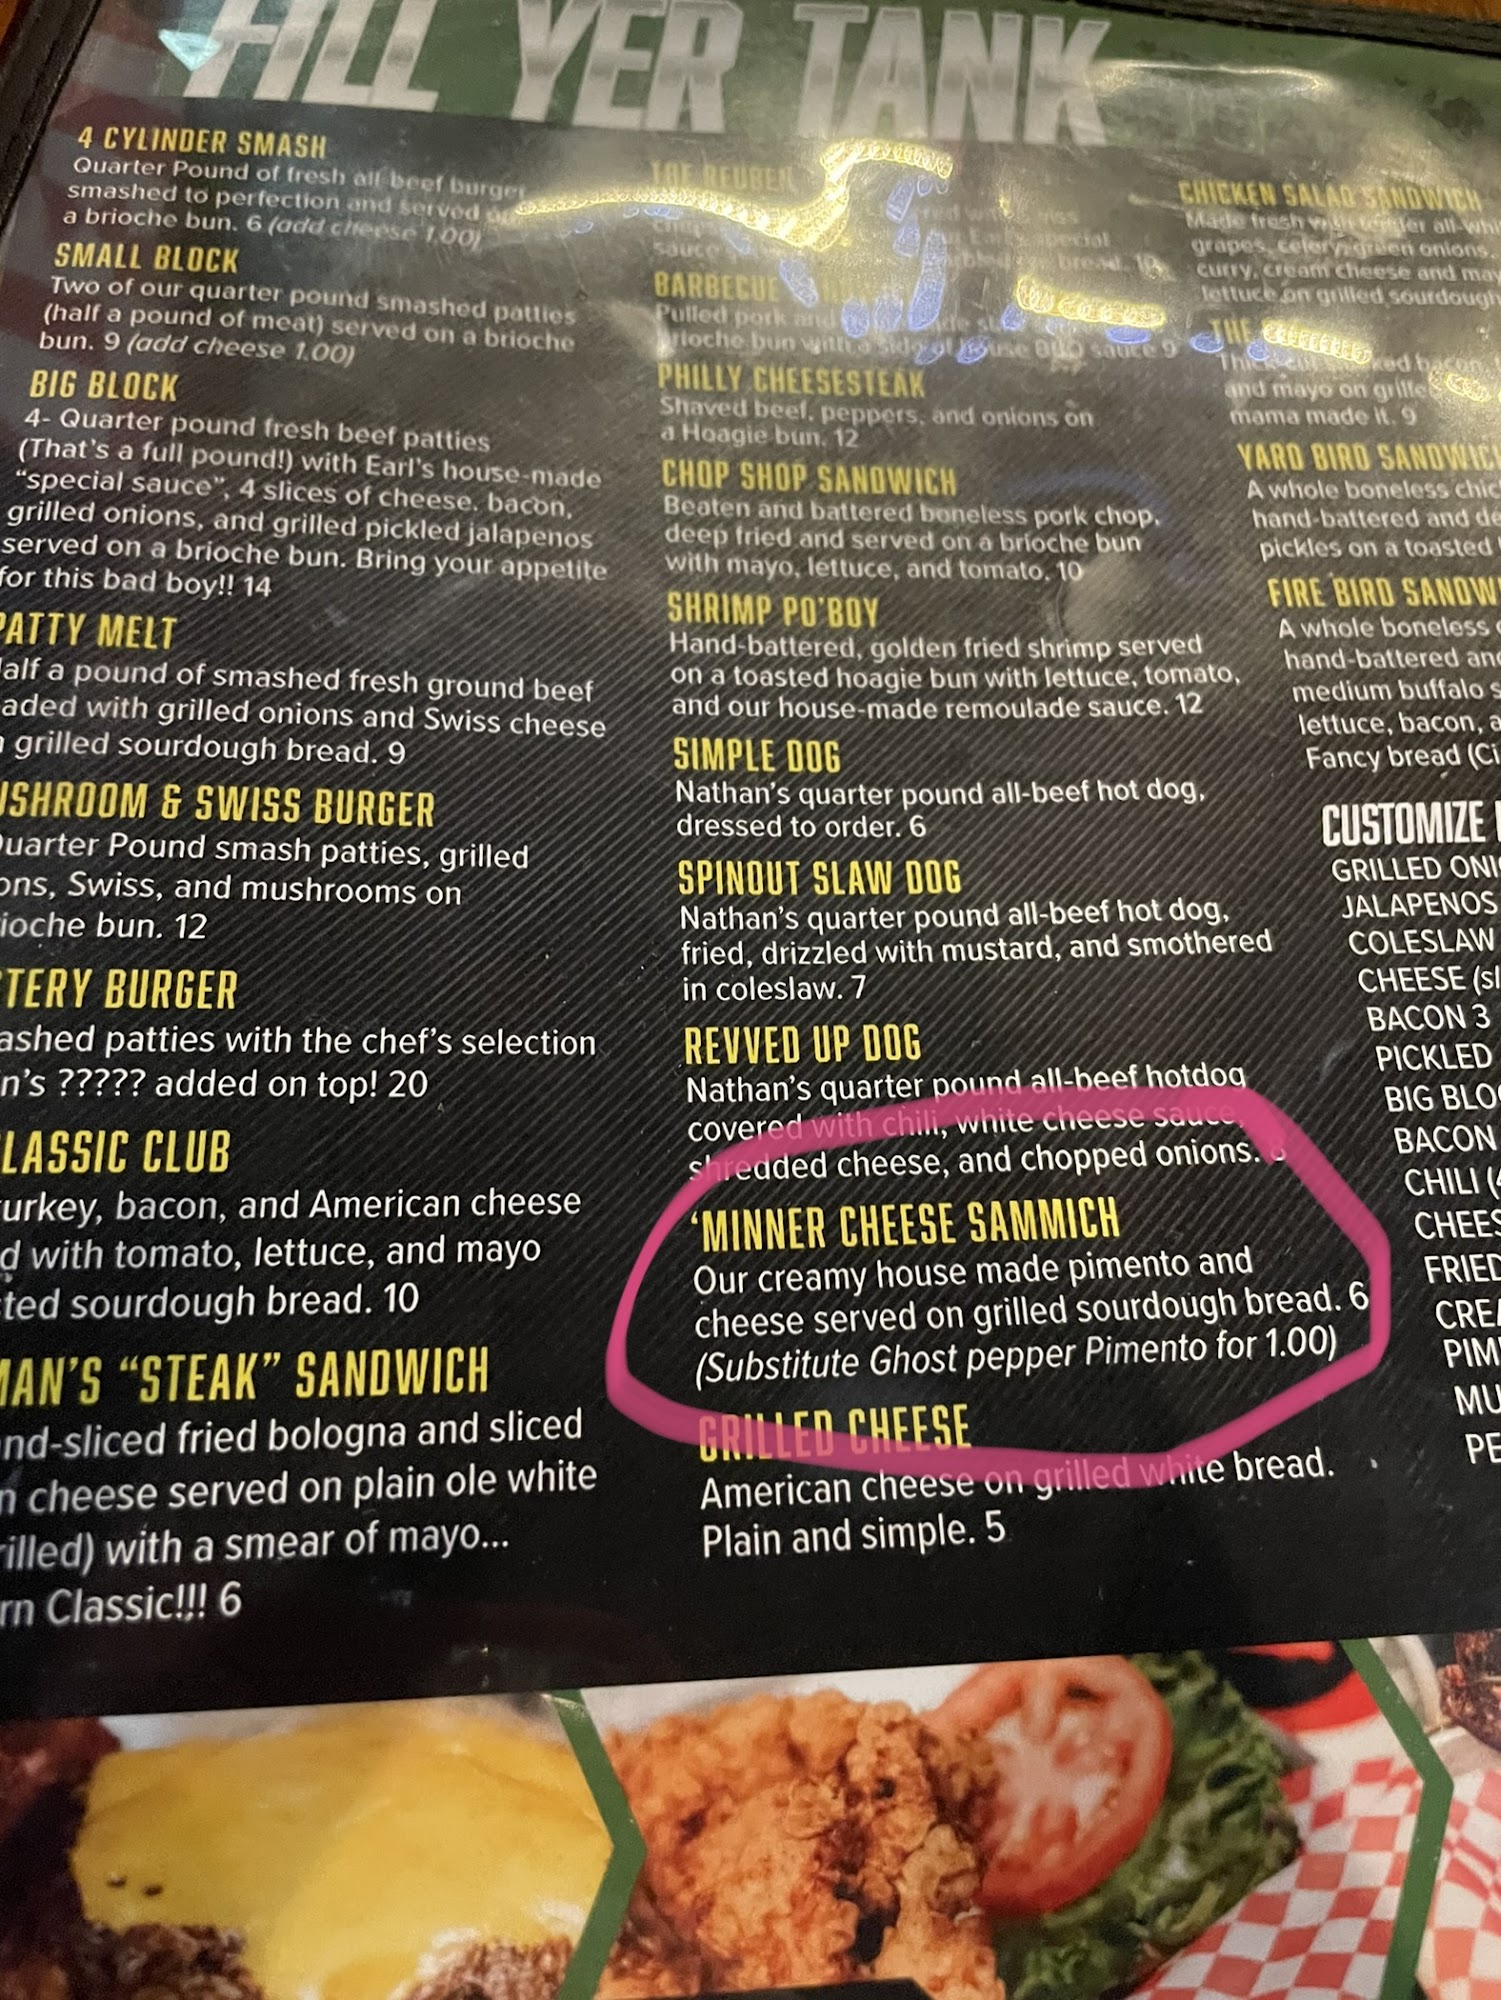 FILL YER TANK
4 CYLINDER SMASH
Quarter Pound of fresh all beef burger
smashed to perfection and served
a brioche bun. 6 (add cheese 1.00)
SMALL BLOCK
Two of our quarter pound smashed patties
(half a pound of meat) served on a brioche
bun. 9 (add cheese 1.00)
BIG BLOCK
4- Quarter pound fresh beef patties
(That's a full pound!) with Earl's house-made
"special sauce", 4 slices of cheese, bacon,
grilled onions, and grilled pickled jalapenos
served on a brioche bun. Bring your appetite
for this bad boy!! 14
PATTY MELT
alf a pound of smashed fresh ground beef
aded with grilled onions and Swiss cheese
grilled sourdough bread. 9
USHROOM & SWISS BURGER
Quarter Pound smash patties, grilled
ons, Swiss, and mushrooms on
ioche bun. 12
TERY BURGER
ashed patties with the chef's selection
n's ????? added on top! 20
LASSIC CLUB
urkey, bacon, and American cheese
d with tomato, lettuce, and mayo
ted sourdough bread. 10
MAN'S "STEAK" SANDWICH
nd-sliced fried bologna and sliced
n cheese served on plain ole white
illed) with a smear of mayo...
rn Classic!!! 6
THE REUBEN
sauce
bread.
BARBECUE
Pulled pork and
brioche bun with a side of house BBQ sauce 9
PHILLY CHEESESTEAK
Shaved beef, peppers, and onions on
a Hoagie bun. 12
CHOP SHOP SANDWICH
Beaten and battered boneless pork chop,
deep fried and served on a brioche bun
with mayo, lettuce, and tomato. 10
SHRIMP PO'BOY
Hand-battered, golden fried shrimp served
on a toasted hoagie bun with lettuce, tomato,
and our house-made remoulade sauce. 12
SIMPLE DOG
Nathan's quarter pound all-beef hot dog,
dressed to order. 6
SPINOUT SLAW DOG
Nathan's quarter pound all-beef hot dog,
fried, drizzled with mustard, and smothered
in coleslaw. 7
REVVED UP DOG
Nathan's quarter pound all-beef hotdog
covered with chili, white cheese sauce,
shredded cheese, and chopped onions.
'MINNER CHEESE SAMMICH
Our creamy house made pimento and
cheese served on grilled sourdough bread. 6
(Substitute Ghost pepper Pimento for 1.00)
GRILLED CHEESE
American cheese on grilled white bread.
Plain and simple. 5
CHICKEN SALAD SANDWICH
Made fresh with tender all-whi
grapes, celery, green onions,
curry, cream cheese and may
lettuce on grilled sourdough
THE
and mayo on grille
mama made it. 9
YARD BIRD SANDWIC
A whole boneless chic
hand-battered and de
pickles on a toasted
FIRE BIRD SANDW
A whole boneless
hand-battered and
medium buffalo s
lettuce, bacon, a
Fancy bread (Ci
CUSTOMIZE
GRILLED ONI
JALAPENOS
COLESLAW
CHEESE (sl
BACON 3
PICKLED
BIG BLO
BACON
CHILI (4
CHEES
FRIED
CREA
PIM
MU
PE